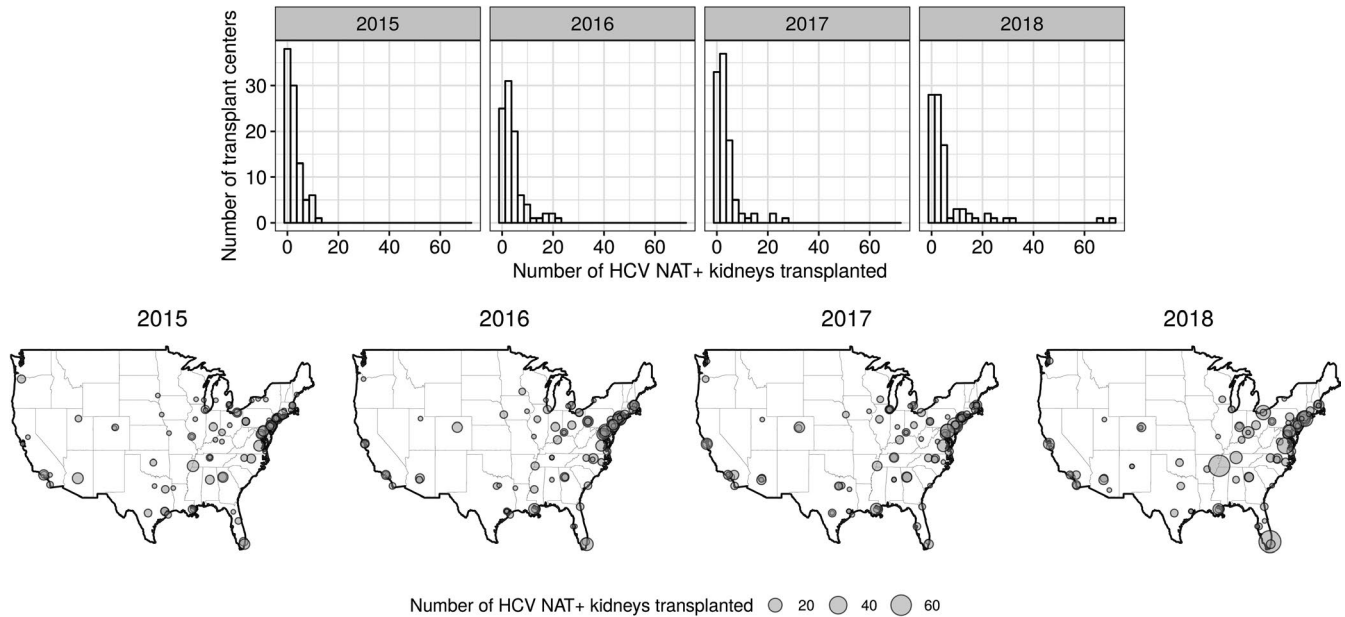 2015 2016 2017 2018
Number of transplant centers
30
20
10
0
0 20 40 60 0 20 40 60 0 20 40 60 0 20 40 60
Number of HCV NAT+ kidneys transplanted
2015 2016 2017 2018
Number of HCV NAT+ kidneys transplanted 20 40 60